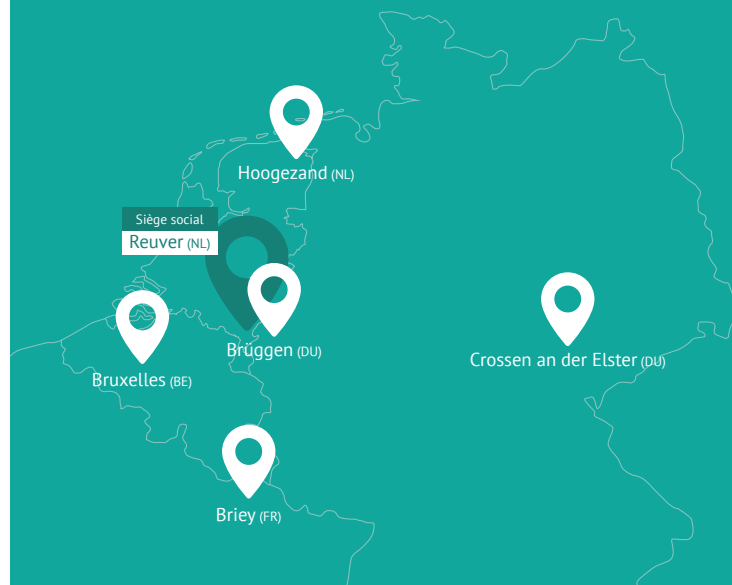 Hoogezand (NL)
Siège social
Reuver (NL)
Brüggen (DU)
Crossen an der Elster (DU)
Bruxelles (BE)
Briey (FR)